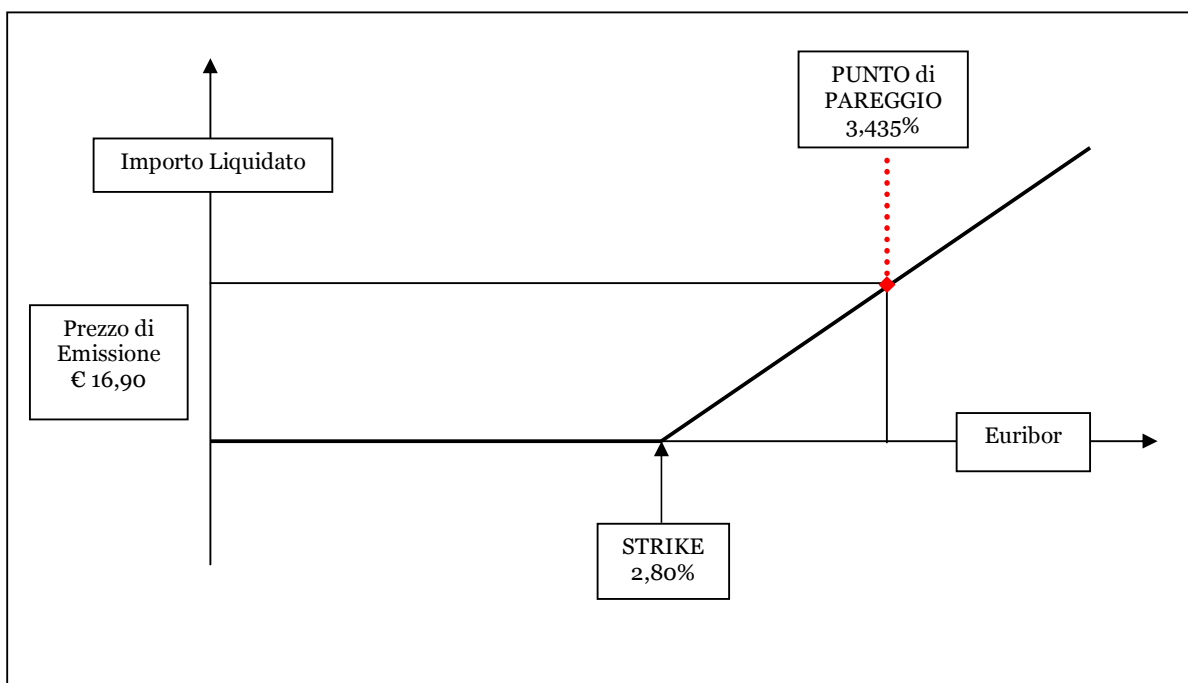 PUNTO di
PAREGGIO
3,435%
Importo Liquidato
Prezzo di
Emissione
€ 16,90
Euribor
STRIKE
2,80%